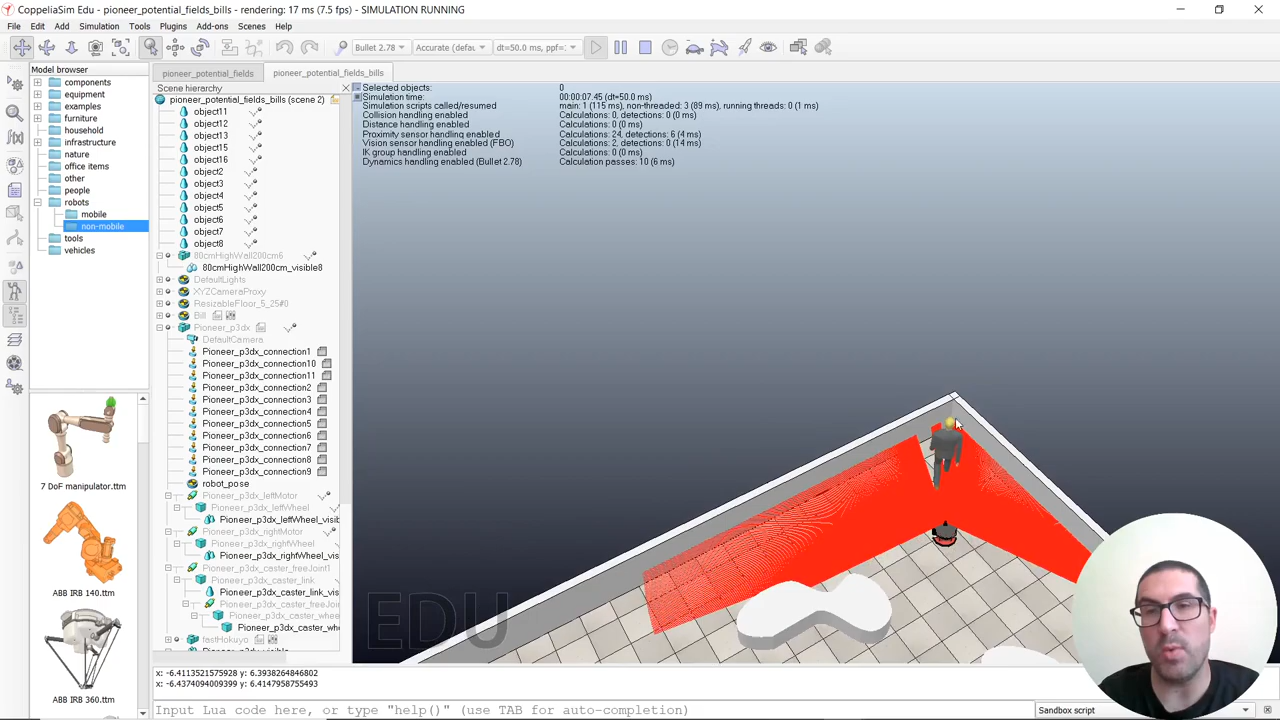 CoppeliaSim Edu - pioneer_potential_fields_bills - rendering: 17 ms (7.5 fps) - SIMULATION RUNNING
File Edit Add Simulation Tools Plugins Add-ons Scenes Help
Bullet 2.78 Accurate (defau dt=50.0 ms, ppf=
Model browser
components
equipment
examples
furniture
household
infrastructure
nature
office items
other
people
robots
mobile
non-mobile
tools
vehicles
7 DoF manipulator.ttm
ABB IRB 140.ttm
ABB IRB 360.ttm
pioneer_potential_fields pioneer_potential_fields_bills
Scene hierarchy
pioneer_potential_fields_bills (scene 2)
object11
object12
object13
object15
object16
object2
object3
object4
object5
object6
object7
object8
80cmHighWall200cm6
80cmHighWall200cm_visible8
DefaultLights
XYZCameraProxy
ResizableFloor_5_25#0
Bill
Pioneer_p3dx
DefaultCamera
Pioneer_p3dx_connection1
Pioneer_p3dx_connection10
Pioneer_p3dx_connection11
Pioneer_p3dx_connection2
Pioneer_p3dx_connection3
Pioneer_p3dx_connection4
Pioneer_p3dx_connection5
Pioneer_p3dx_connection6
Pioneer_p3dx_connection7
Pioneer_p3dx_connection8
Pioneer_p3dx_connection9
robot_pose
Pioneer_p3dx_leftMotor
Pioneer_p3dx_leftWheel
Pioneer_p3dx_leftWheel_visib
Pioneer_p3dx_rightMotor
Pioneer_p3dx_rightWheel
Pioneer_p3dx_rightWheel_vis
Pioneer_p3dx_caster_freeJoint1
Pioneer_p3dx_caster_link
Pioneer_p3dx_caster_link_visi
Pioneer_p3dx_caster_freeJoin
Pioneer_p3dx_caster_whe
Pioneer_p3dx_caster_wh
fastHokuyo
Selected objects: 0
Simulation time: 00:00:07.45 (dt=50.0 ms)
Simulation scripts called/resumed main: 1 (115 ms), non-threaded: 3 (89 ms), non-threads: 0 (1 ms)
Collision handling enabled Calculations: 0, detections: 0 (0 ms)
Distance handling enabled Calculations: 0 (0 ms)
Proximity sensor handling enabled Calculations: 24, detections: 6 (4 ms)
Vision sensor handling enabled (FBO) Calculations: 2, detections: 0 (14 ms)
IK group handling enabled Calculations: 0 (0 ms)
Dynamics handling enabled (Bullet 2.78) Calculation passes: 10 (6 ms)
EDU
x: -6.4113521575928 y: 6.3938264846802
x: -6.4374094009399 y: 6.4147958755493
Input Lua code here, or type "help()" (use TAB for auto-completion)
Sandbox script